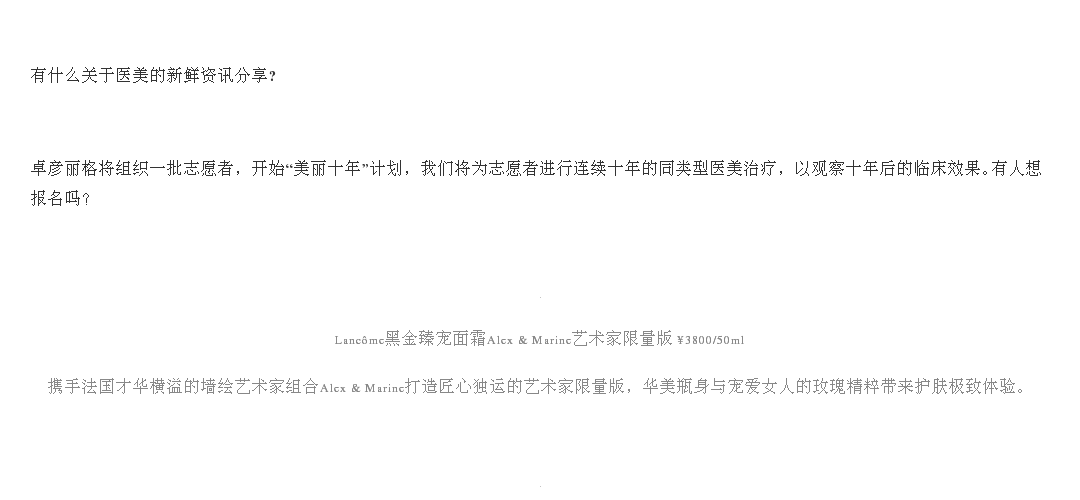 有什么关于医美的新鲜资讯分享?
卓彦丽格将组织一批志愿者，开始“美丽十年”计划，我们将为志愿者进行连续十年的同类型医美治疗，以观察十年后的临床效果。有人想
报名吗？
Lancôme黑金臻宠面霜Alex & Marine艺术家限量版 ¥3800/50ml
携手法国才华横溢的墙绘艺术家组合Alex & Marine打造匠心独运的艺术家限量版，华美瓶身与宠爱女人的玫瑰精粹带来护肤极致体验。